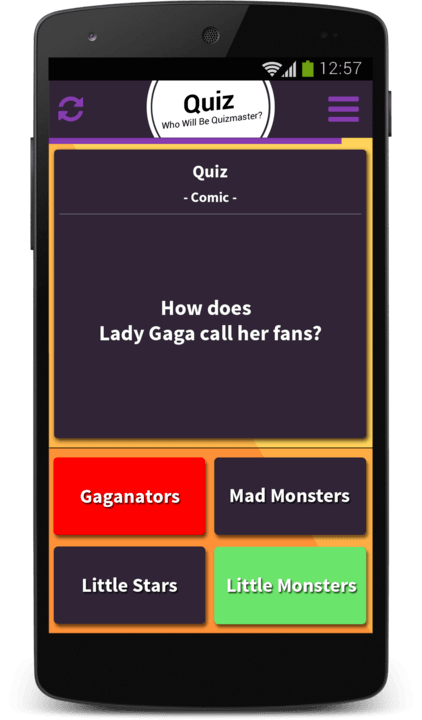 12:57
Quiz
Who Will Be Quizmaster?
Quiz
- Comic -
How does
Lady Gaga call her fans?
Gaganators
Mad Monsters
Little Stars
Little Monsters